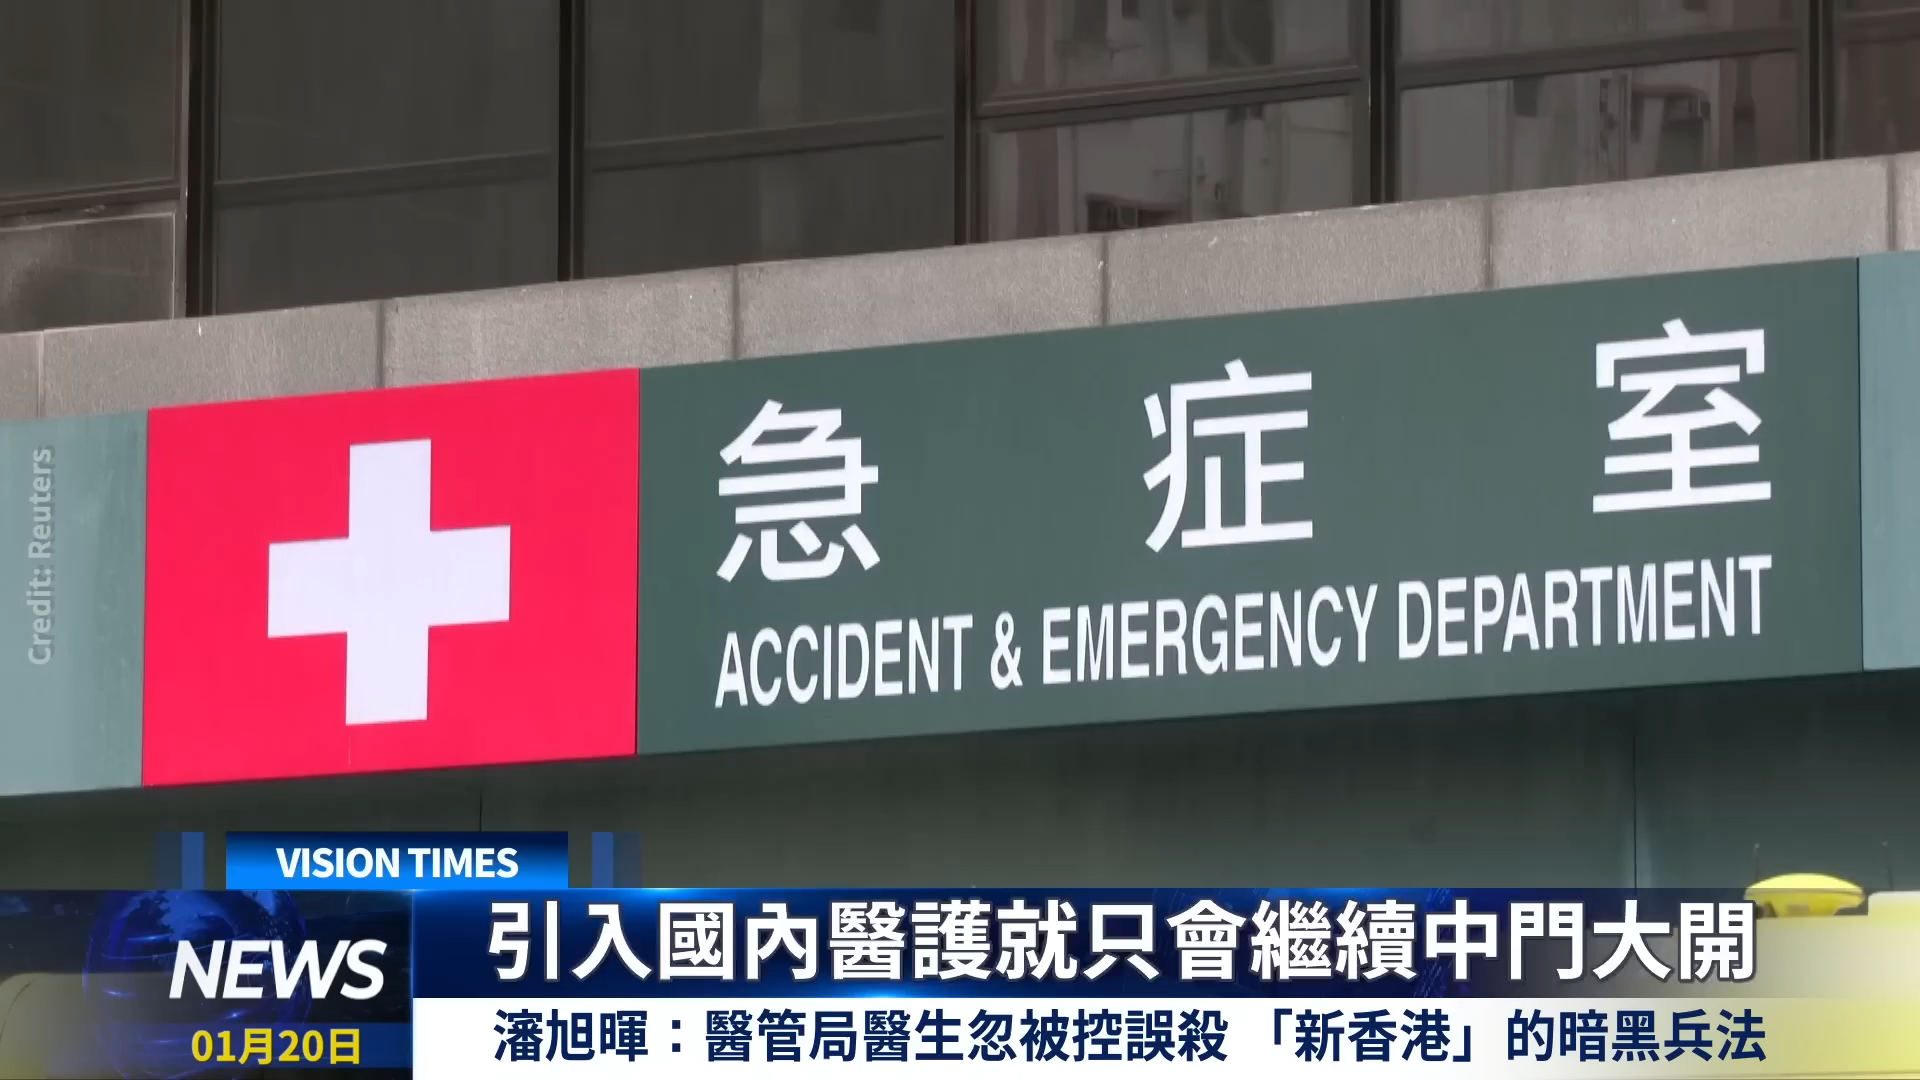 急症室
ACCIDENT & EMERGENCY DEPARTMENT
Credit: Reuters
VISION TIMES
NEWS
01月20日
引入國內醫護就只會繼續中門大開
瀋旭暉：醫管局醫生忽被控誤殺 「新香港」的暗黑兵法